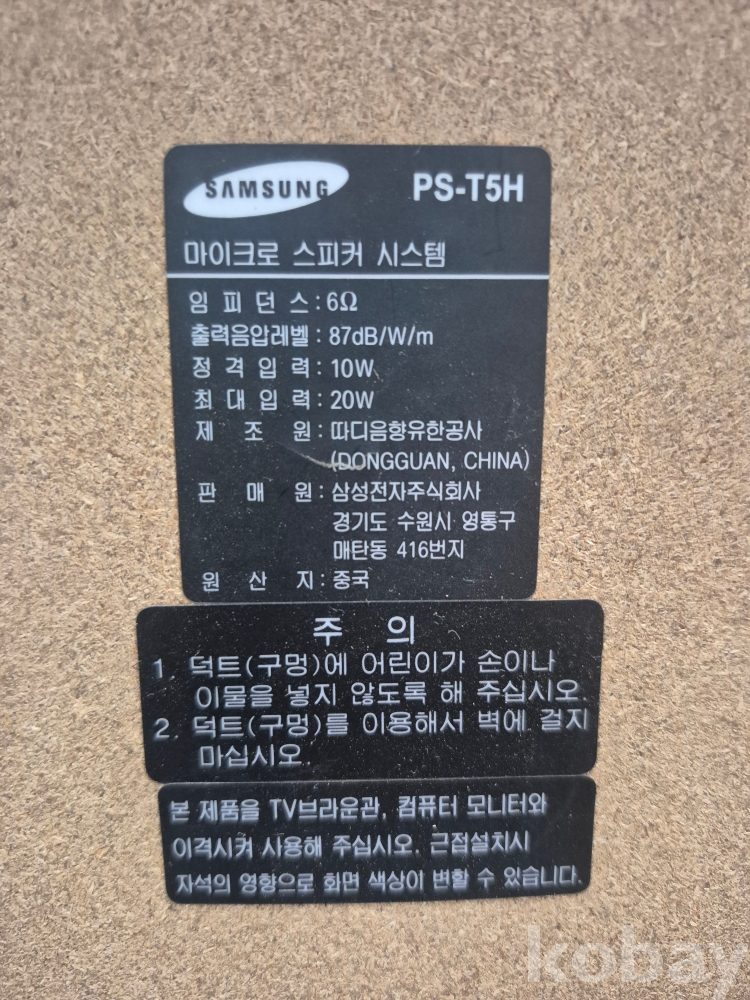 SAMSUNG PS-T5H
마이크로 스피커 시스템
임 피 던 스 : 6Ω
출력음압레벨 : 87dB/W/m
정 격 입 력 : 10W
최 대 입 력 : 20W
제 조 원 : 따디음향유한공사
(DONGGUAN, CHINA)
판 매 원 : 삼성전자주식회사
경기도 수원시 영통구
매탄동 416번지
원 산 지 : 중국
주 의
1. 덕트(구멍)에 어린이가 손이나
이물을 넣지 않도록 해 주십시오.
2. 덕트(구멍)를 이용해서 벽에 걸지
마십시오.
본 제품을 TV브라운관, 컴퓨터 모니터와
이격시켜 사용해 주십시오. 근접설치시
자석의 영향으로 화면 색상이 변할 수 있습니다.
kobay